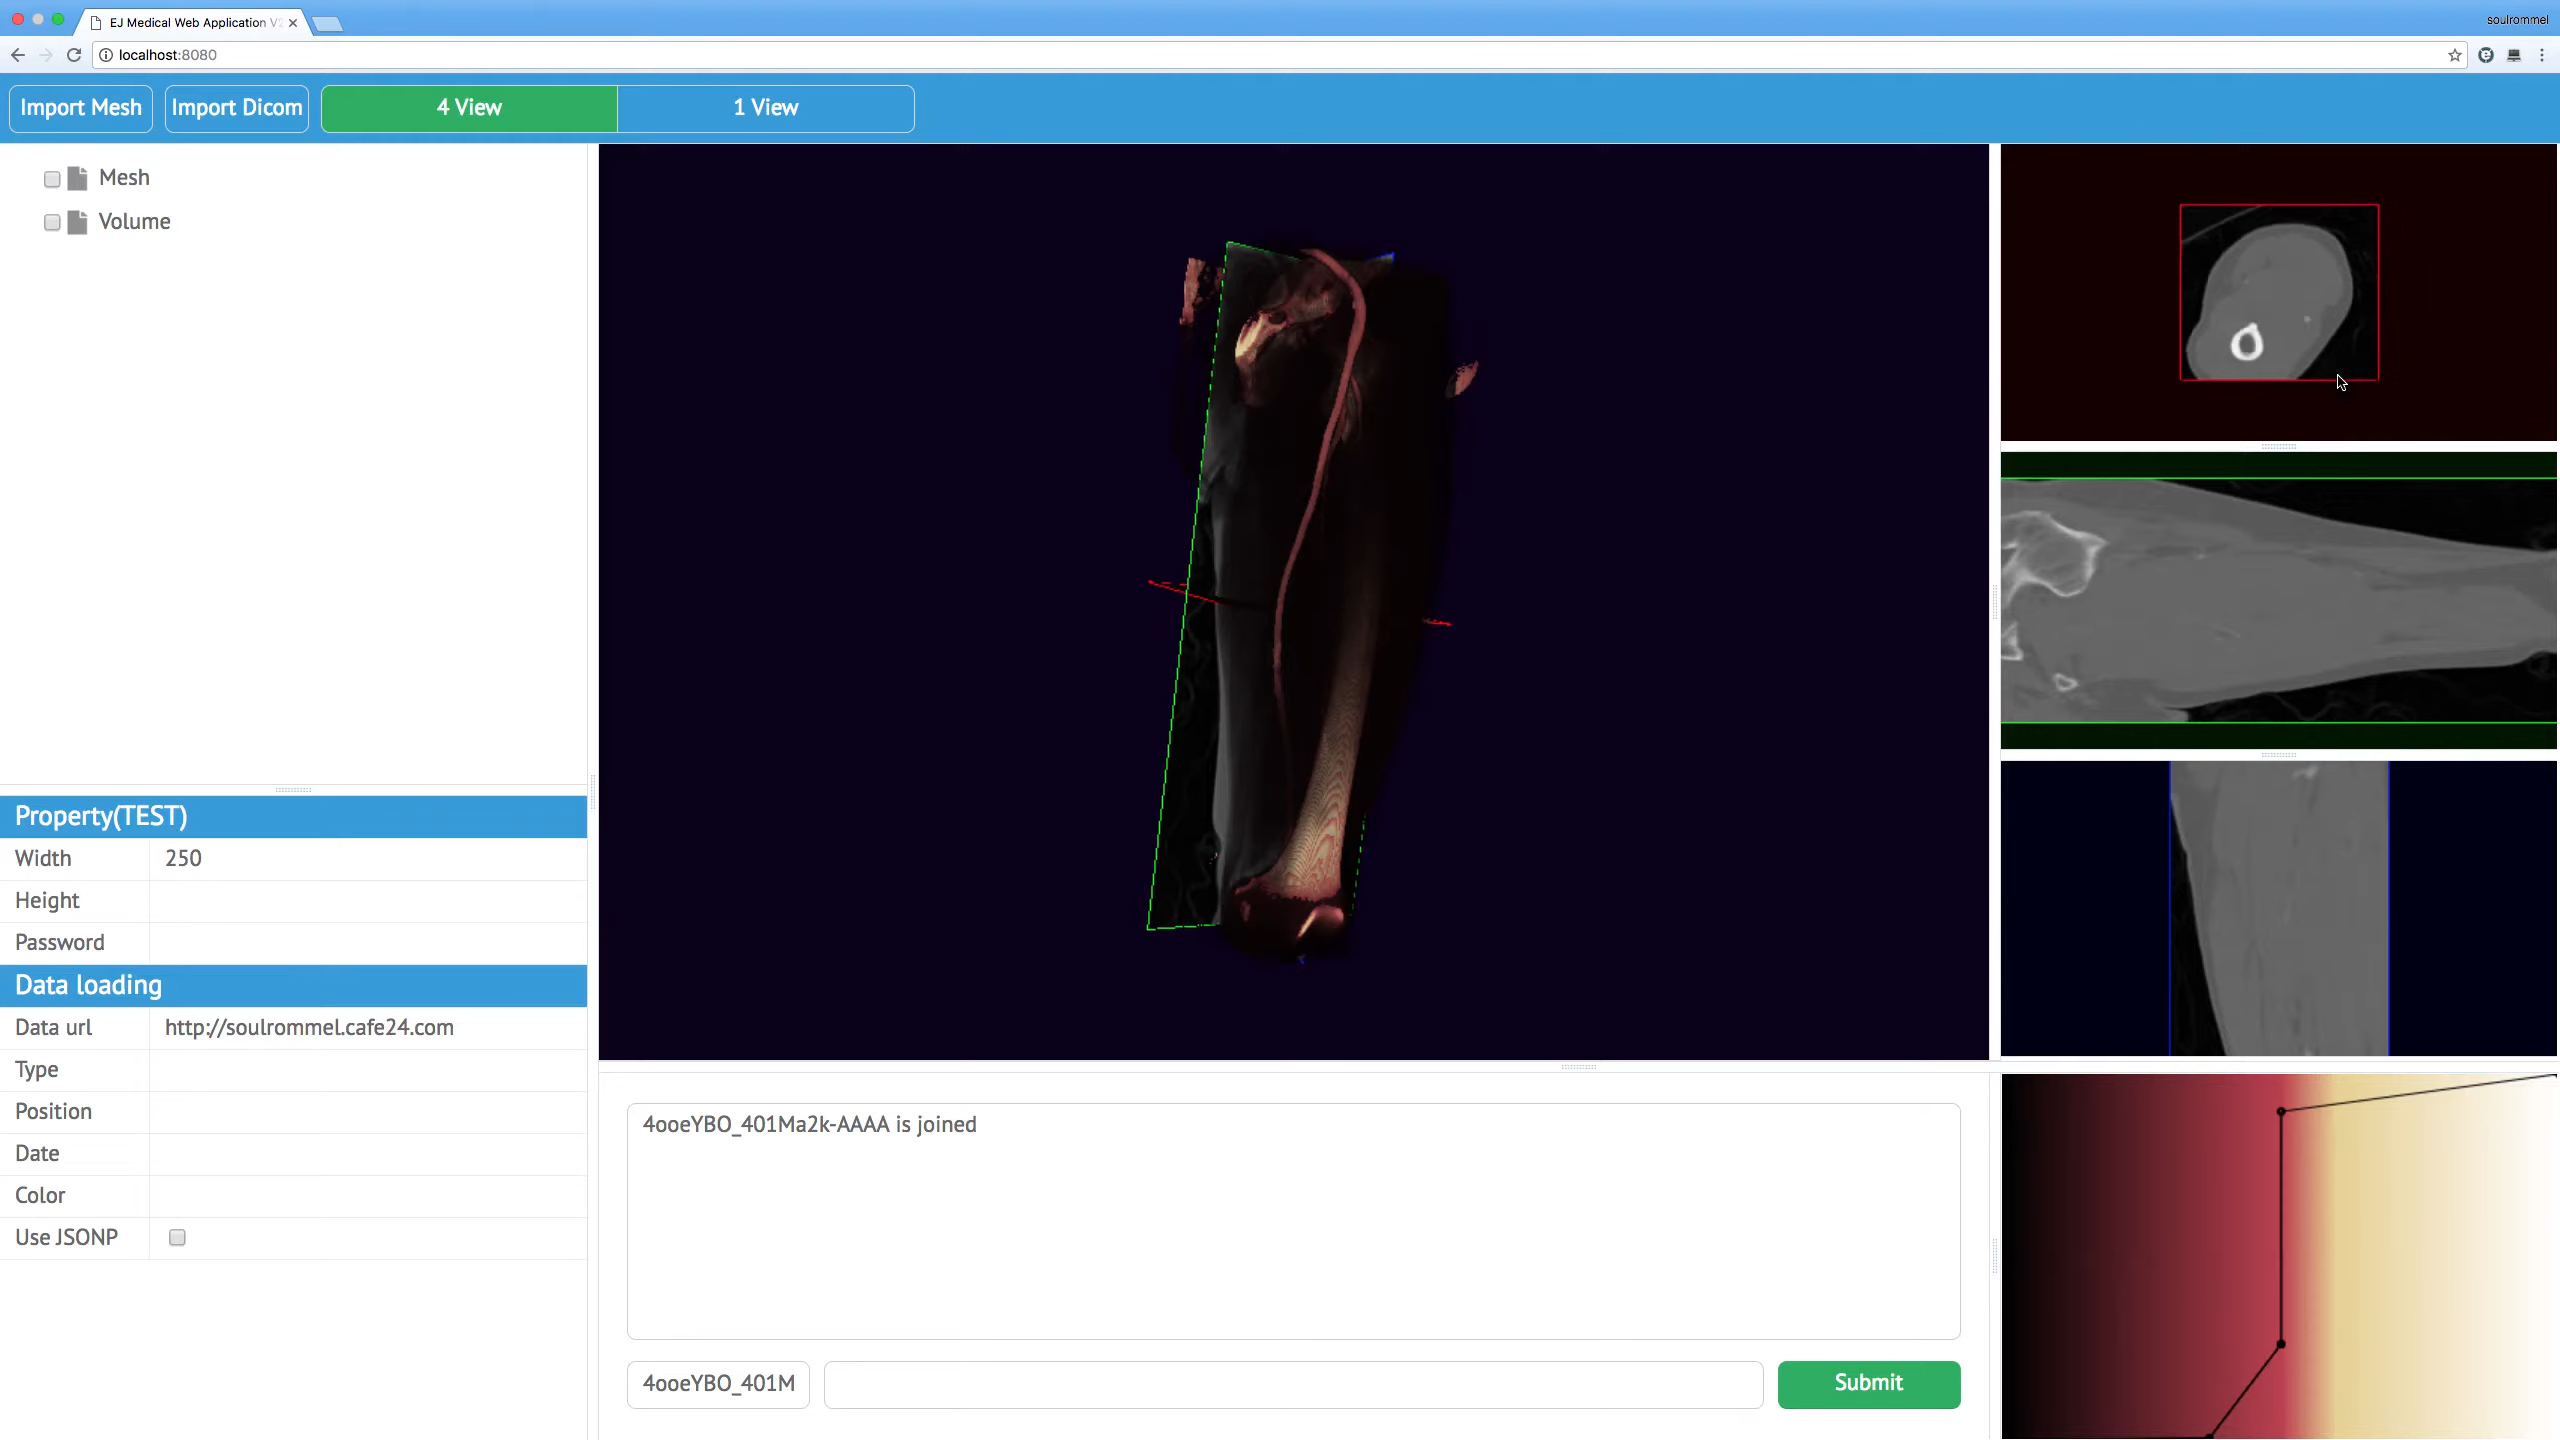 EJ Medical Web Application V
soulrommel
localhost:8080
Import Mesh
Import Dicom
4 View
1 View
Mesh
Volume
Property(TEST)
Width 250
Height
Password
Data loading
Data url http://soulrommel.cafe24.com
Type
Position
Date
Color
Use JSONP
4ooeYBO_401Ma2k-AAAA is joined
4ooeYBO_401M
Submit